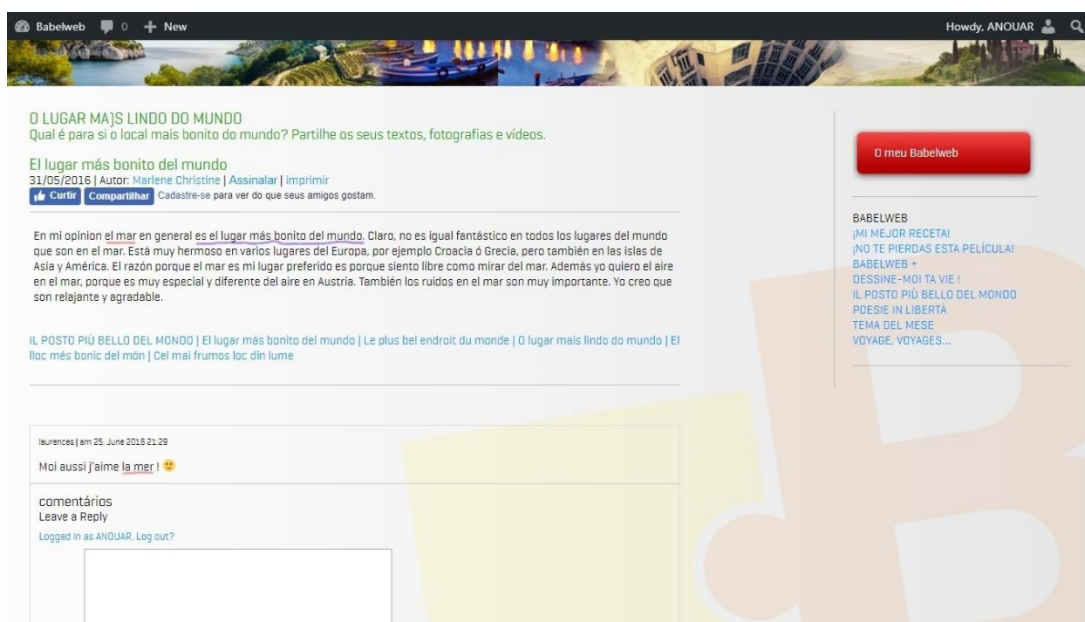 Babelweb 0 + New Howdy, ANOUAR
O LUGAR MA)S LINDO DO MUNDO
Qual é para si o local mais bonito do mundo? Partilhe os seus textos, fotografias e vídeos.
El lugar más bonito del mundo
31/05/2016 | Autor: Marlene Christine | Assinalar | imprimir
Curtir Compartilhar Cadastre-se para ver do que seus amigos gostam.
En mi opinion el mar en general es el lugar más bonito del mundo. Claro, no es igual fantástico en todos los lugares del mundo
que son en el mar. Está muy hermoso en varios lugares del Europa, por ejemplo Croacia ó Grecia, pero también en las islas de
Asia y América. El razón porque el mar es mi lugar preferido es porque siento libre como mirar del mar. Además yo quiero el aire
en el mar, porque es muy especial y diferente del aire en Austria. También los ruidos en el mar son muy importante. Yo creo que
son relajante y agradable.
IL POSTO PIÙ BELLO DEL MONDO | El lugar más bonito del mundo | Le plus bel endroit du monde | O lugar mais lindo do mundo | El
lloc més bonic del món | Cel mai frumos loc din lume
laurences | am 25. June 2016 21:29
Moi aussi j'aime la mer !
comentários
Leave a Reply
Logged in as ANOUAR. Log out?
O meu Babelweb
BABELWEB
¡MI MEJOR RECETA!
¡NO TE PIERDAS ESTA PELÍCULA!
BABELWEB +
DESSINE-MOI TA VIE !
IL POSTO PIÙ BELLO DEL MONDO
POESIE IN LIBERTÀ
TEMA DEL MESE
VOYAGE, VOYAGES...